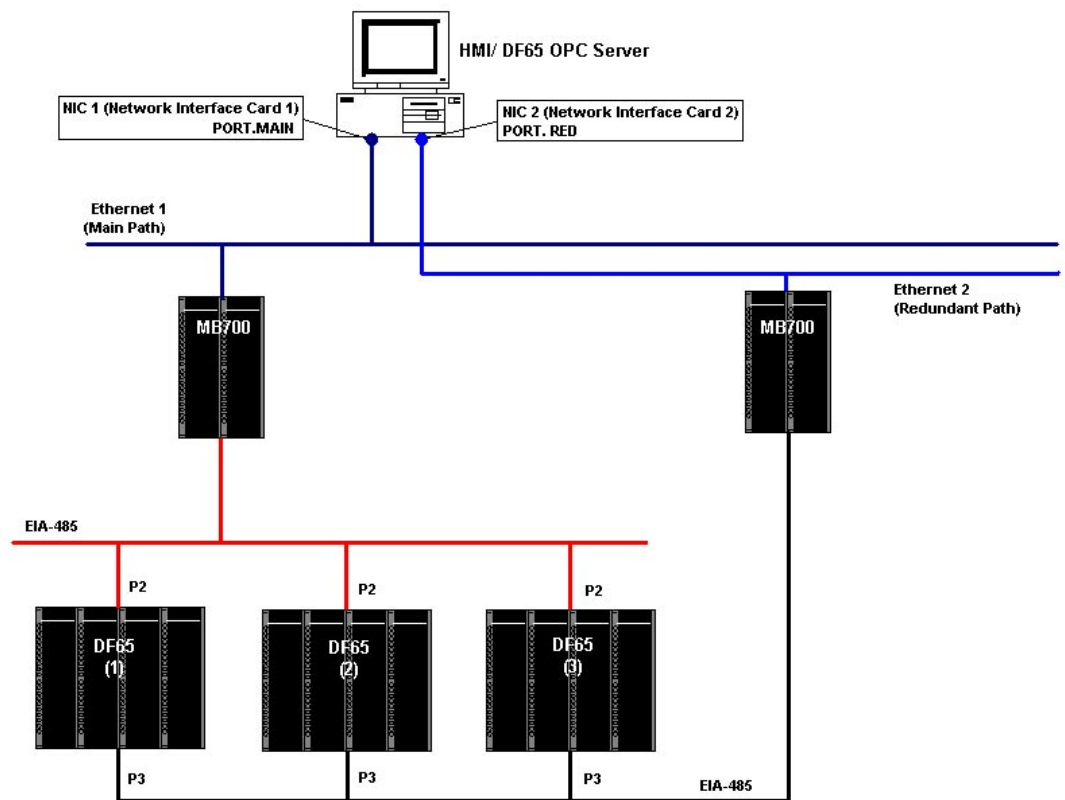 HMI/ DF65 OPC Server
NIC 1 (Network Interface Card 1)
PORT.MAIN
NIC 2 (Network Interface Card 2)
PORT. RED
Ethernet 1
(Main Path)
Ethernet 2
(Redundant Path)
MB700
MB700
EIA-485
P2
P2
P2
DF65
(1)
DF65
(2)
DF65
(3)
P3
P3
P3
EIA-485